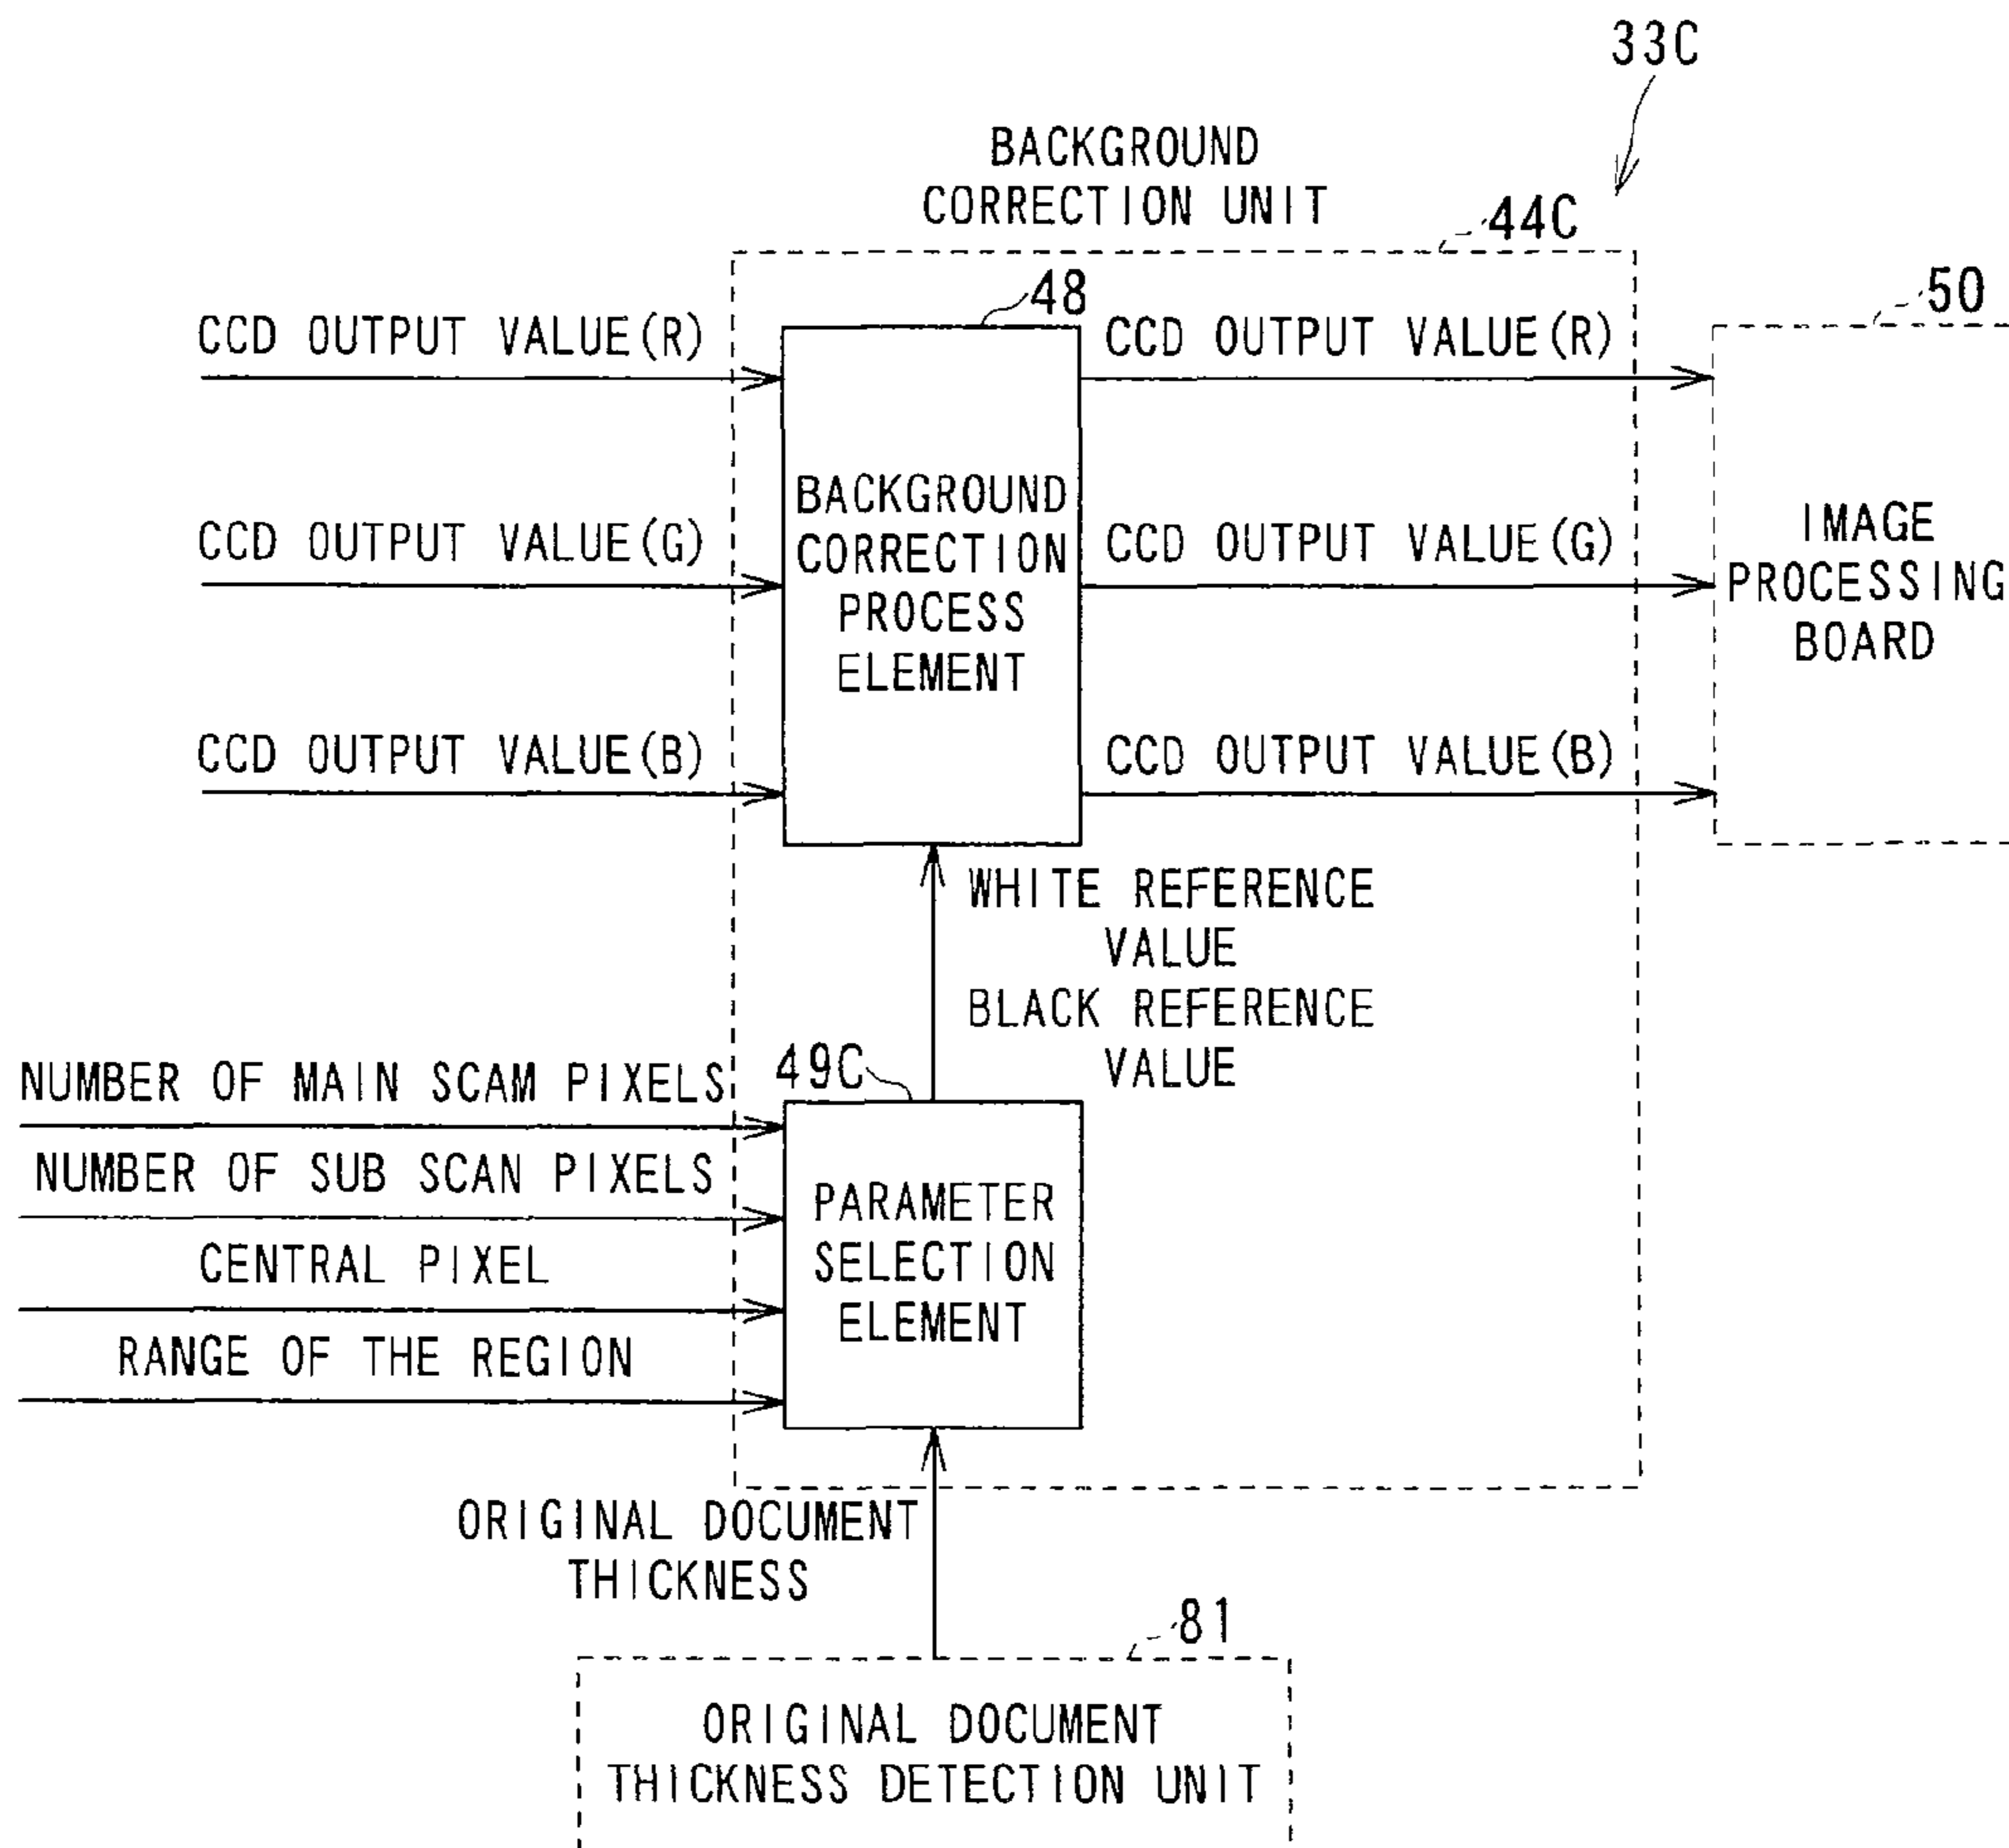 33C
BACKGROUND
CORRECTION UNIT
44C
48
50
CCD OUTPUT VALUE(R)
CCD OUTPUT VALUE(R)
CCD OUTPUT VALUE(G)
CCD OUTPUT VALUE(G)
CCD OUTPUT VALUE(B)
CCD OUTPUT VALUE(B)
BACKGROUND
CORRECTION
PROCESS
ELEMENT
IMAGE
PROCESSING
BOARD
WHITE REFERENCE
VALUE
BLACK REFERENCE
VALUE
49C
NUMBER OF MAIN SCAM PIXELS
NUMBER OF SUB SCAN PIXELS
CENTRAL PIXEL
RANGE OF THE REGION
PARAMETER
SELECTION
ELEMENT
ORIGINAL DOCUMENT
THICKNESS
81
ORIGINAL DOCUMENT
THICKNESS DETECTION UNIT